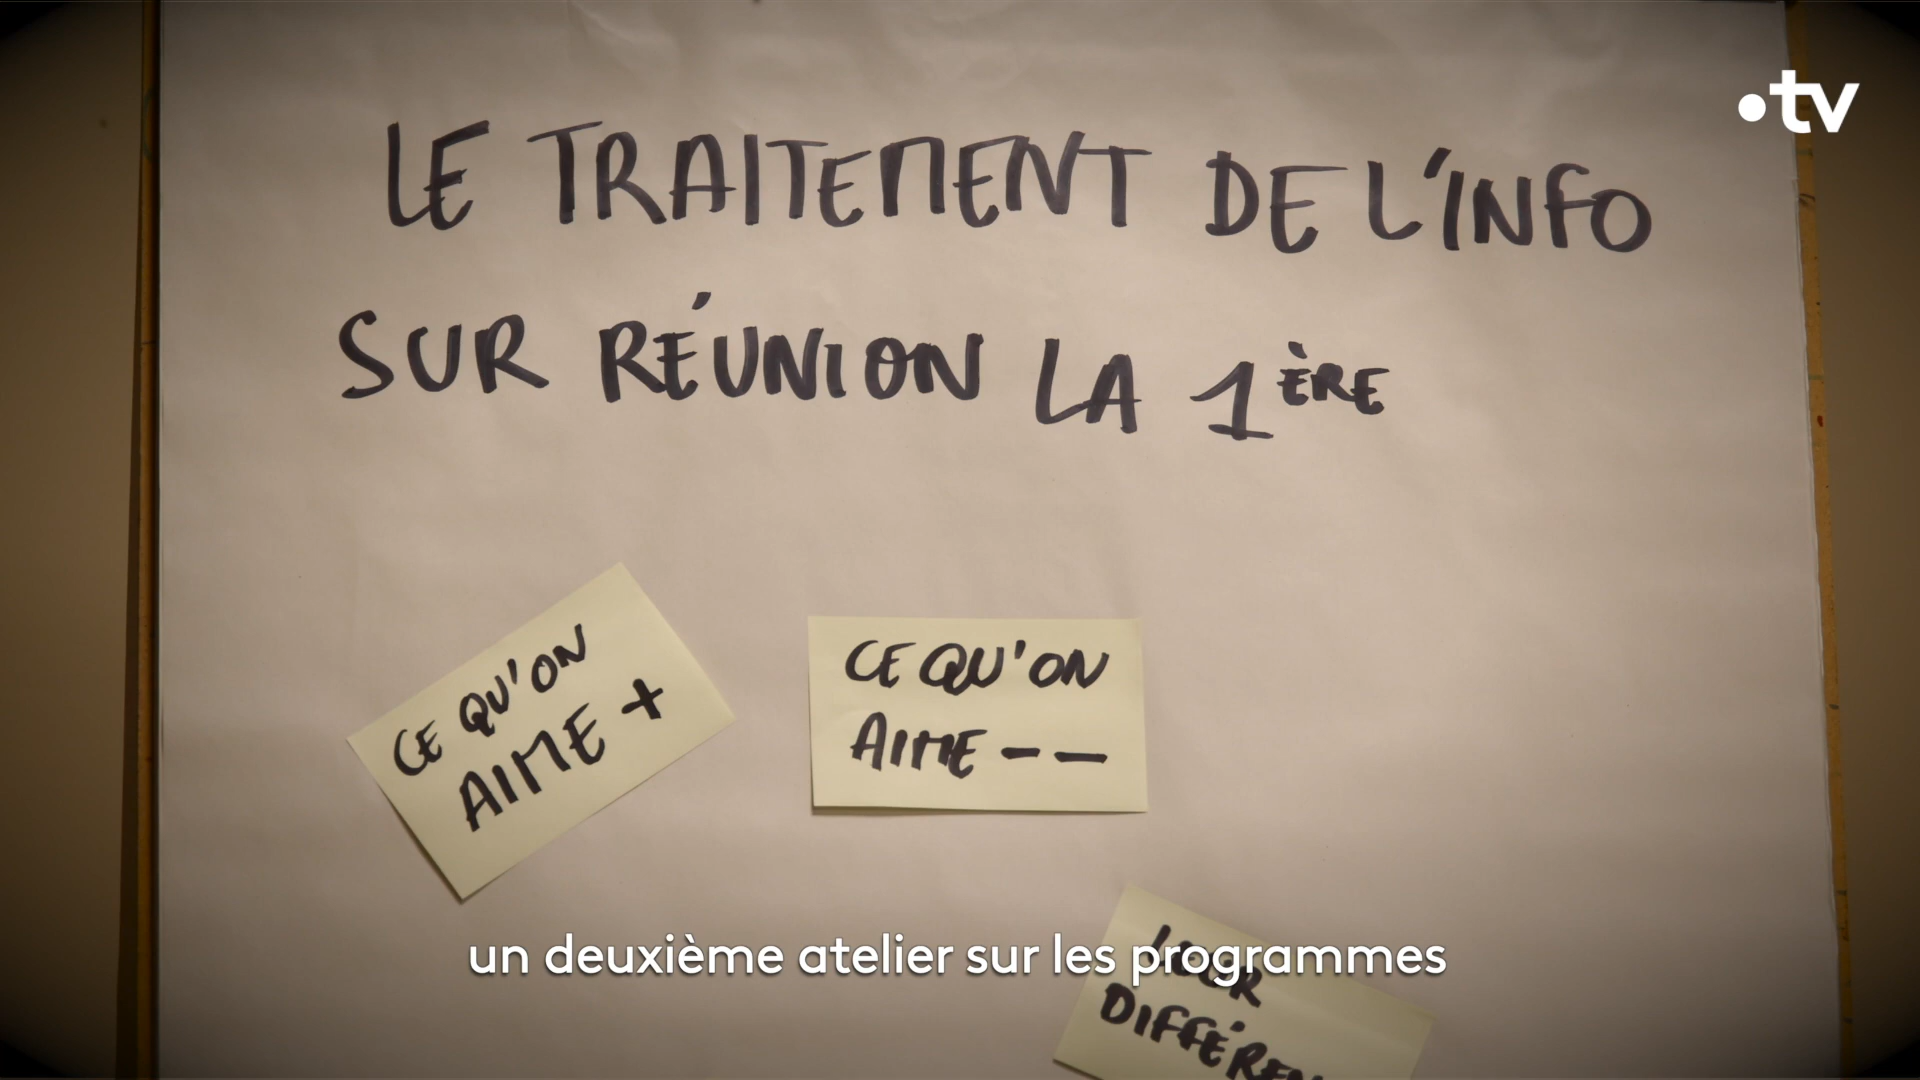 .tv
LE TRAITEMENT DE L'INFO
SUR RÉUNION LA 1ÈRE
CE QU'ON
AIME +
CE QU'ON
AIME --
un deuxième atelier sur les programmes